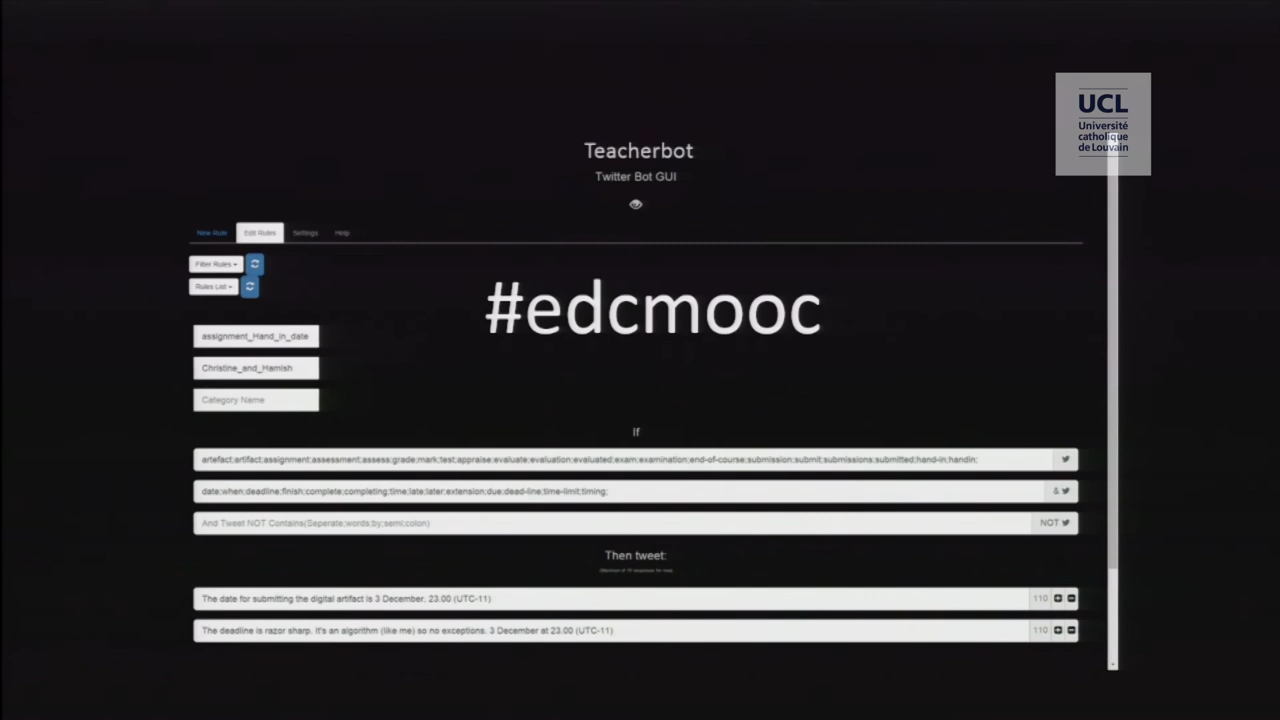 UCL
Université
catholique
de Louvain
Teacherbot
Twitter Bot GUI
New Rule Edit Rules Settings Help
Filter Rules
Rules List
#edcmooc
assignment_Hand_in_date
Christine_and_Hamish
Category Name
If
artefact;artifact;assignment;assessment;assess;grade;mark;test;appraise;evaluate;evaluation;evaluated;exam;examination;end-of-course;submission;submit;submissions;submitted;hand-in;handin;
date;when;deadline;finish;complete;completing;time;late;later;extension;due;dead-line;time-limit;timing; &
And Tweet NOT Contains(Seperate;words;by;semi;colon) NOT
Then tweet:
The date for submitting the digital artifact is 3 December, 23.00 (UTC-11) 110
The deadline is razor sharp. It's an algorithm (like me) so no exceptions. 3 December at 23.00 (UTC-11) 110